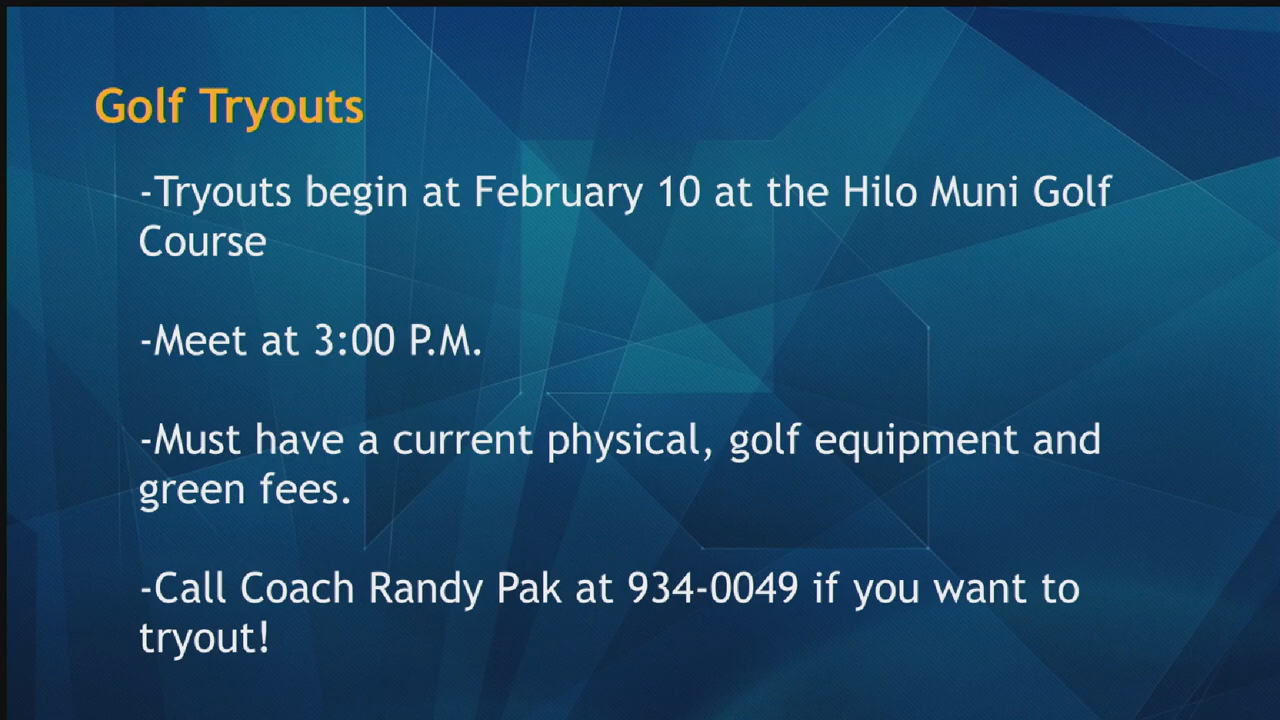 Golf Tryouts
-Tryouts begin at February 10 at the Hilo Muni Golf
Course
-Meet at 3:00 P.M.
-Must have a current physical, golf equipment and
green fees.
-Call Coach Randy Pak at 934-0049 if you want to
tryout!